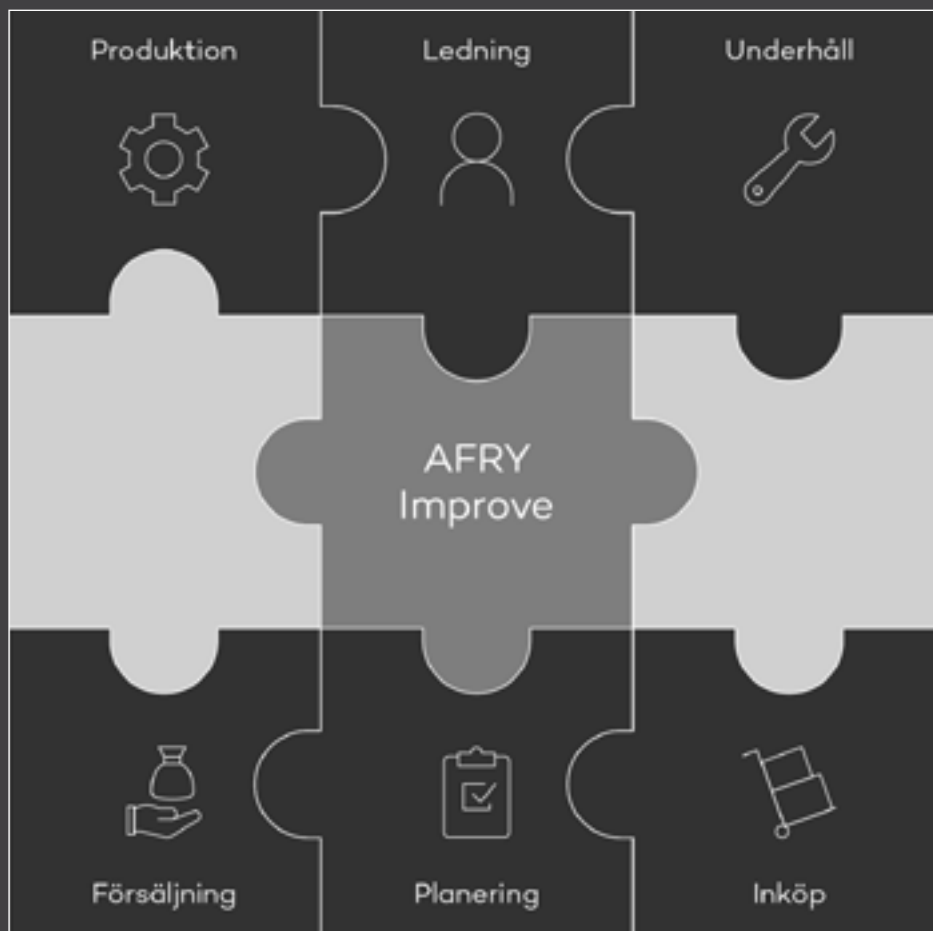 Produktion
Ledning
Underhåll
AFRY
Improve
Försäljning
Planering
Inköp